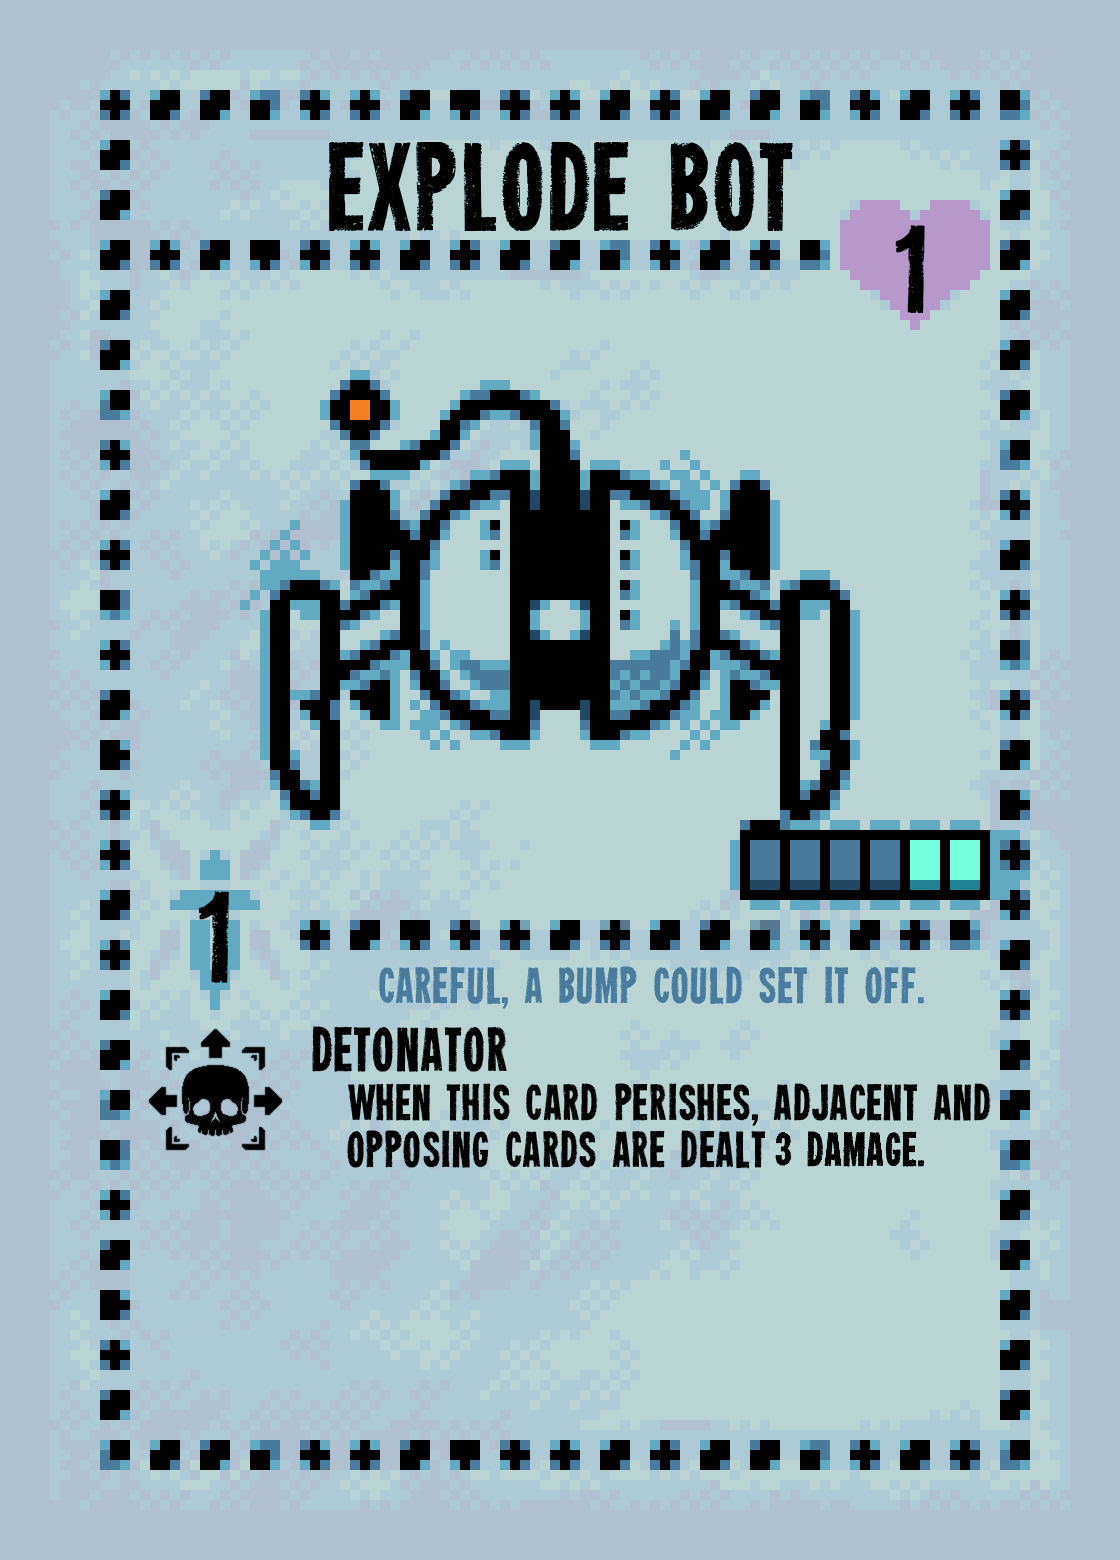 EXPLODE BOT
1
1
CAREFUL, A BUMP COULD SET IT OFF.
DETONATOR
WHEN THIS CARD PERISHES, ADJACENT AND
OPPOSING CARDS ARE DEALT 3 DAMAGE.